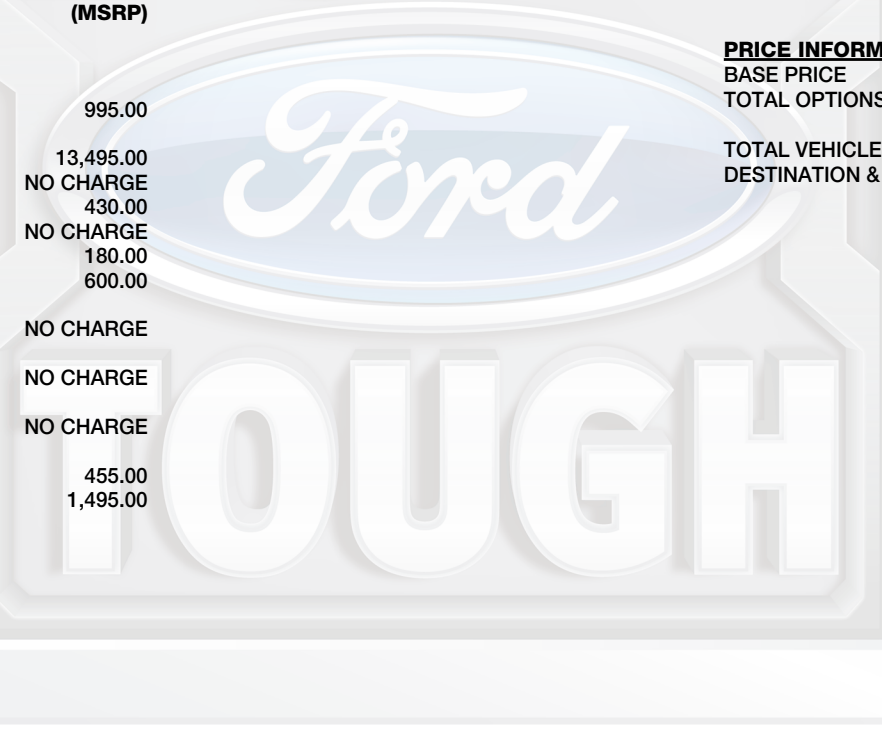 (MSRP)
995.00
13,495.00
NO CHARGE
430.00
NO CHARGE
180.00
600.00
NO CHARGE
NO CHARGE
NO CHARGE
455.00
1,495.00
PRICE INFORM
BASE PRICE
TOTAL OPTIONS
TOTAL VEHICLE
DESTINATION &
Ford
TOUGH